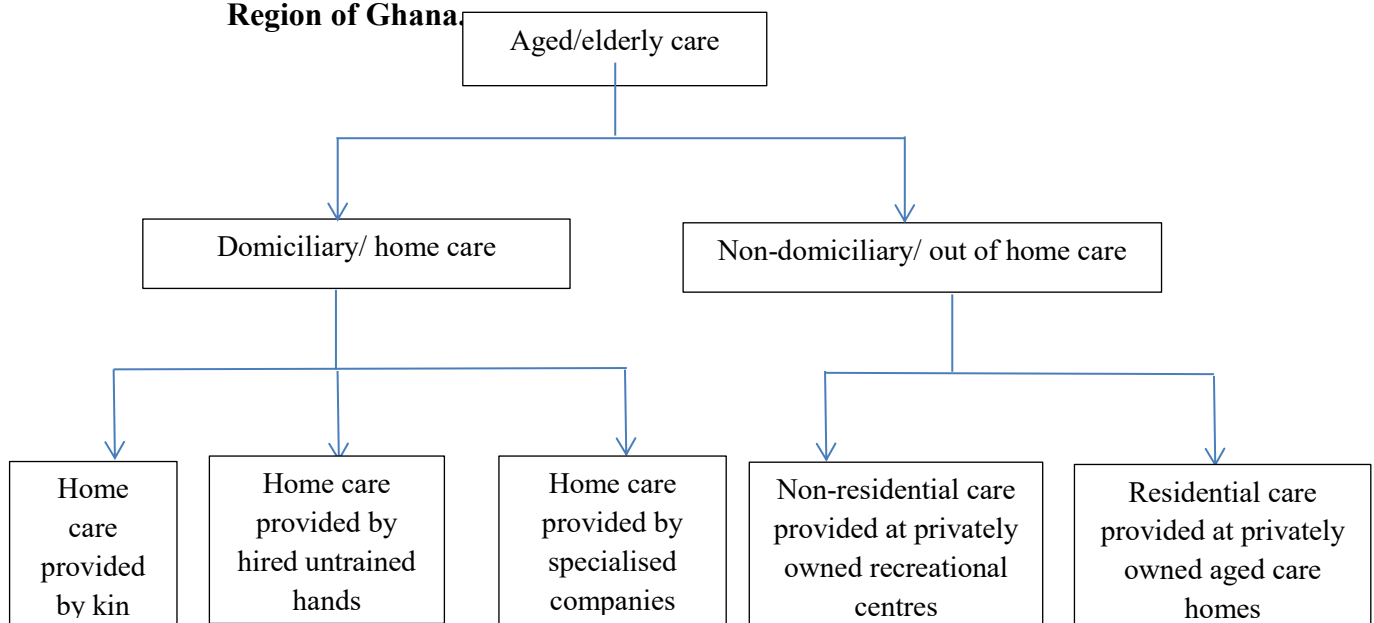 Region of Ghana.
Aged/elderly care
Domiciliary/ home care
Non-domiciliary/ out of home care
Home
care
provided
by kin
Home care
provided by
hired untrained
hands
Home care
provided by
specialised
companies
Non-residential care
provided at privately
owned recreational
centres
Residential care
provided at privately
owned aged care
homes